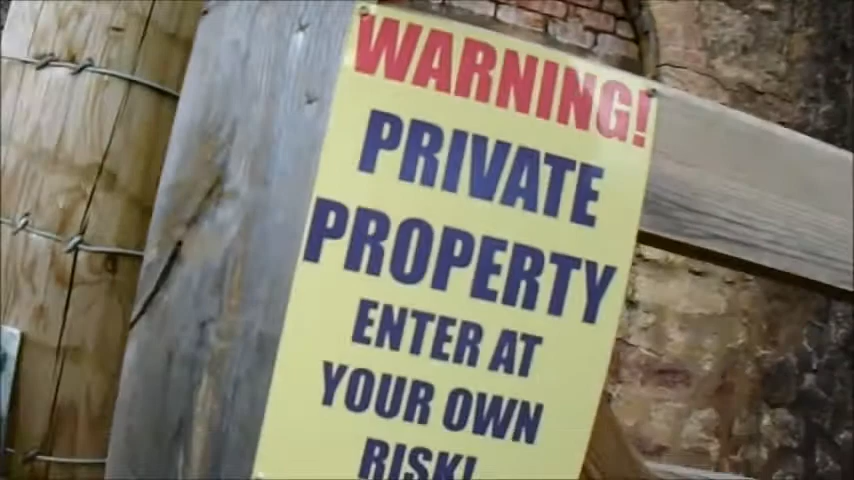 WARNING!
PRIVATE
PROPERTY
ENTER AT
YOUR OWN
RISK!